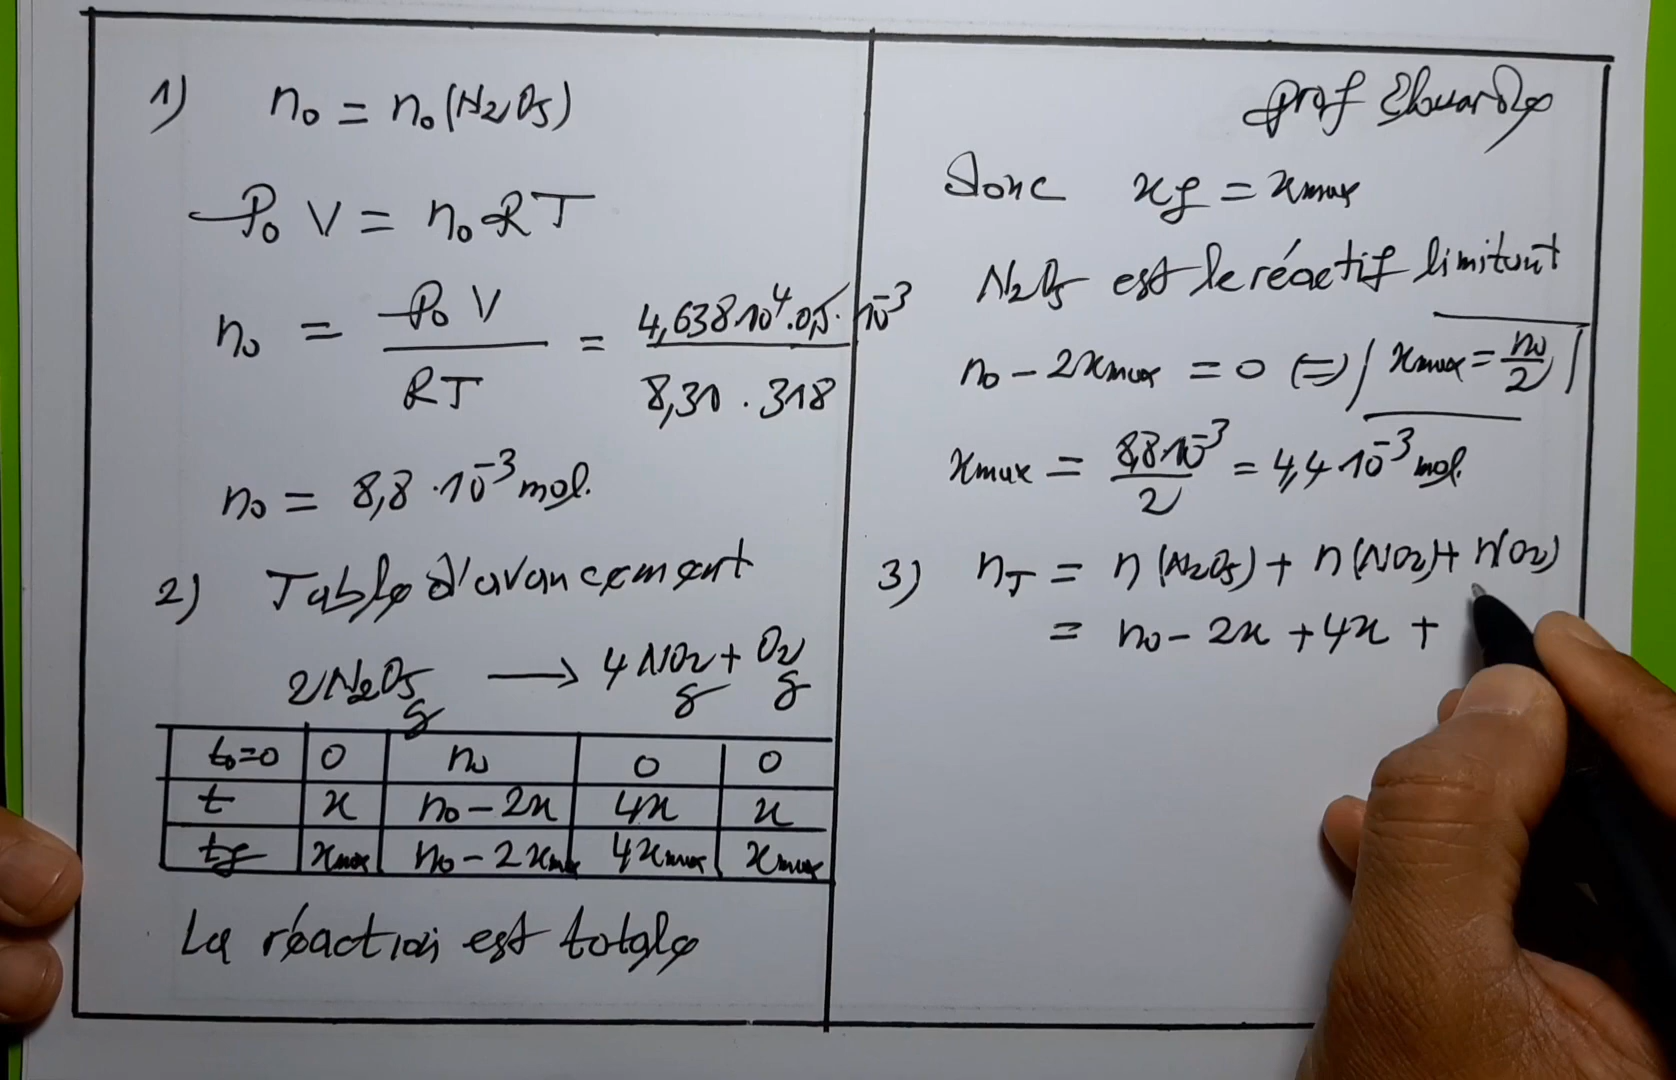 1) n₀ = n₀(N₂O₅)
P₀ V = n₀RT
n₀ = P₀ V / RT = 4,638 10⁴.0,5.10⁻³ / 8,31 . 318
n₀ = 8,8 .10⁻³ mol.
2) Table d'avancement
2N₂O₅ g → 4NO₂ g + O₂ g
t₀=0 | 0 | n₀ | 0 | 0
t | x | n₀-2x | 4x | x
tf | xmax | n₀-2xmax | 4xmax | xmax
La réaction est totale
prof
Donc xf = xmax
N₂O₅ est le réactif limitant
n₀-2xmax = 0 ⇔ | xmax = n₀/2 |
xmax = 8,8 10⁻³ / 2 = 4,4 10⁻³ mol.
3) nT = n(N₂O₅) + n(NO₂) + n(O₂)
= n₀-2x + 4x +